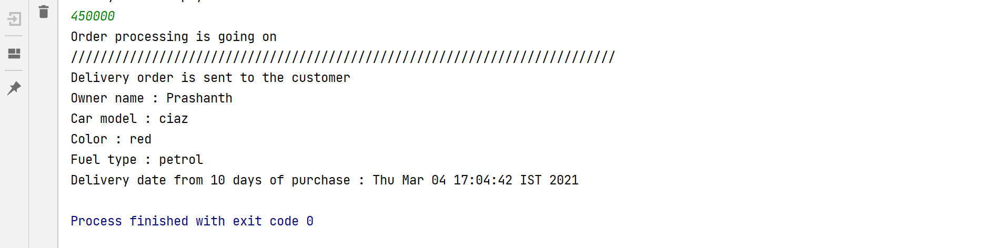 450000
Order processing is going on
//////////////////////////////////////////////////////////////////////////
Delivery order is sent to the customer
Owner name : Prashanth
Car model : ciaz
Color : red
Fuel type : petrol
Delivery date from 10 days of purchase : Thu Mar 04 17:04:42 IST 2021
Process finished with exit code 0